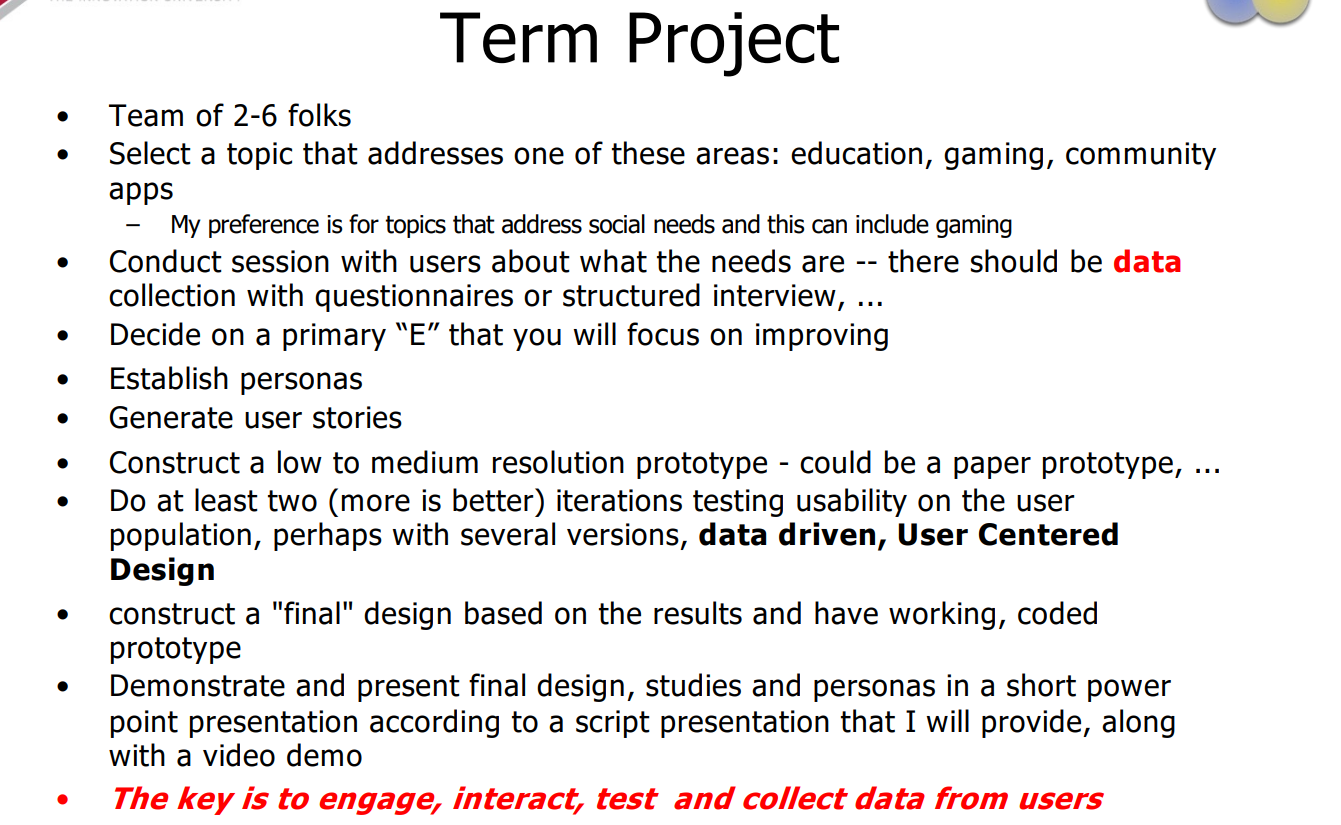 Term Project
• Team of 2-6 folks
• Select a topic that addresses one of these areas: education, gaming, community
apps
– My preference is for topics that address social needs and this can include gaming
• Conduct session with users about what the needs are -- there should be data
collection with questionnaires or structured interview, ...
• Decide on a primary “E” that you will focus on improving
• Establish personas
• Generate user stories
• Construct a low to medium resolution prototype - could be a paper prototype, ...
• Do at least two (more is better) iterations testing usability on the user
population, perhaps with several versions, data driven, User Centered
Design
• construct a "final" design based on the results and have working, coded
prototype
• Demonstrate and present final design, studies and personas in a short power
point presentation according to a script presentation that I will provide, along
with a video demo
• The key is to engage, interact, test and collect data from users